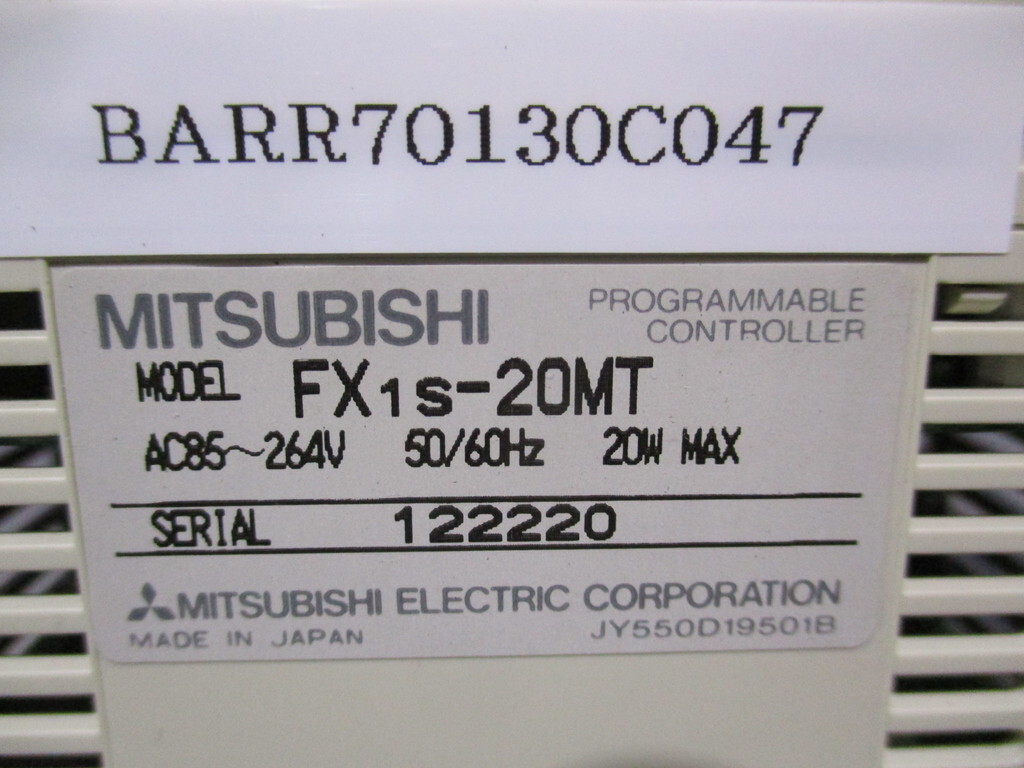 BARR70130C047
MITSUBISHI PROGRAMMABLE CONTROLLER
MODEL FX1s-20MT
AC85~264V 50/60Hz 20W MAX
SERIAL 122220
MITSUBISHI ELECTRIC CORPORATION
MADE IN JAPAN JY550D19501B